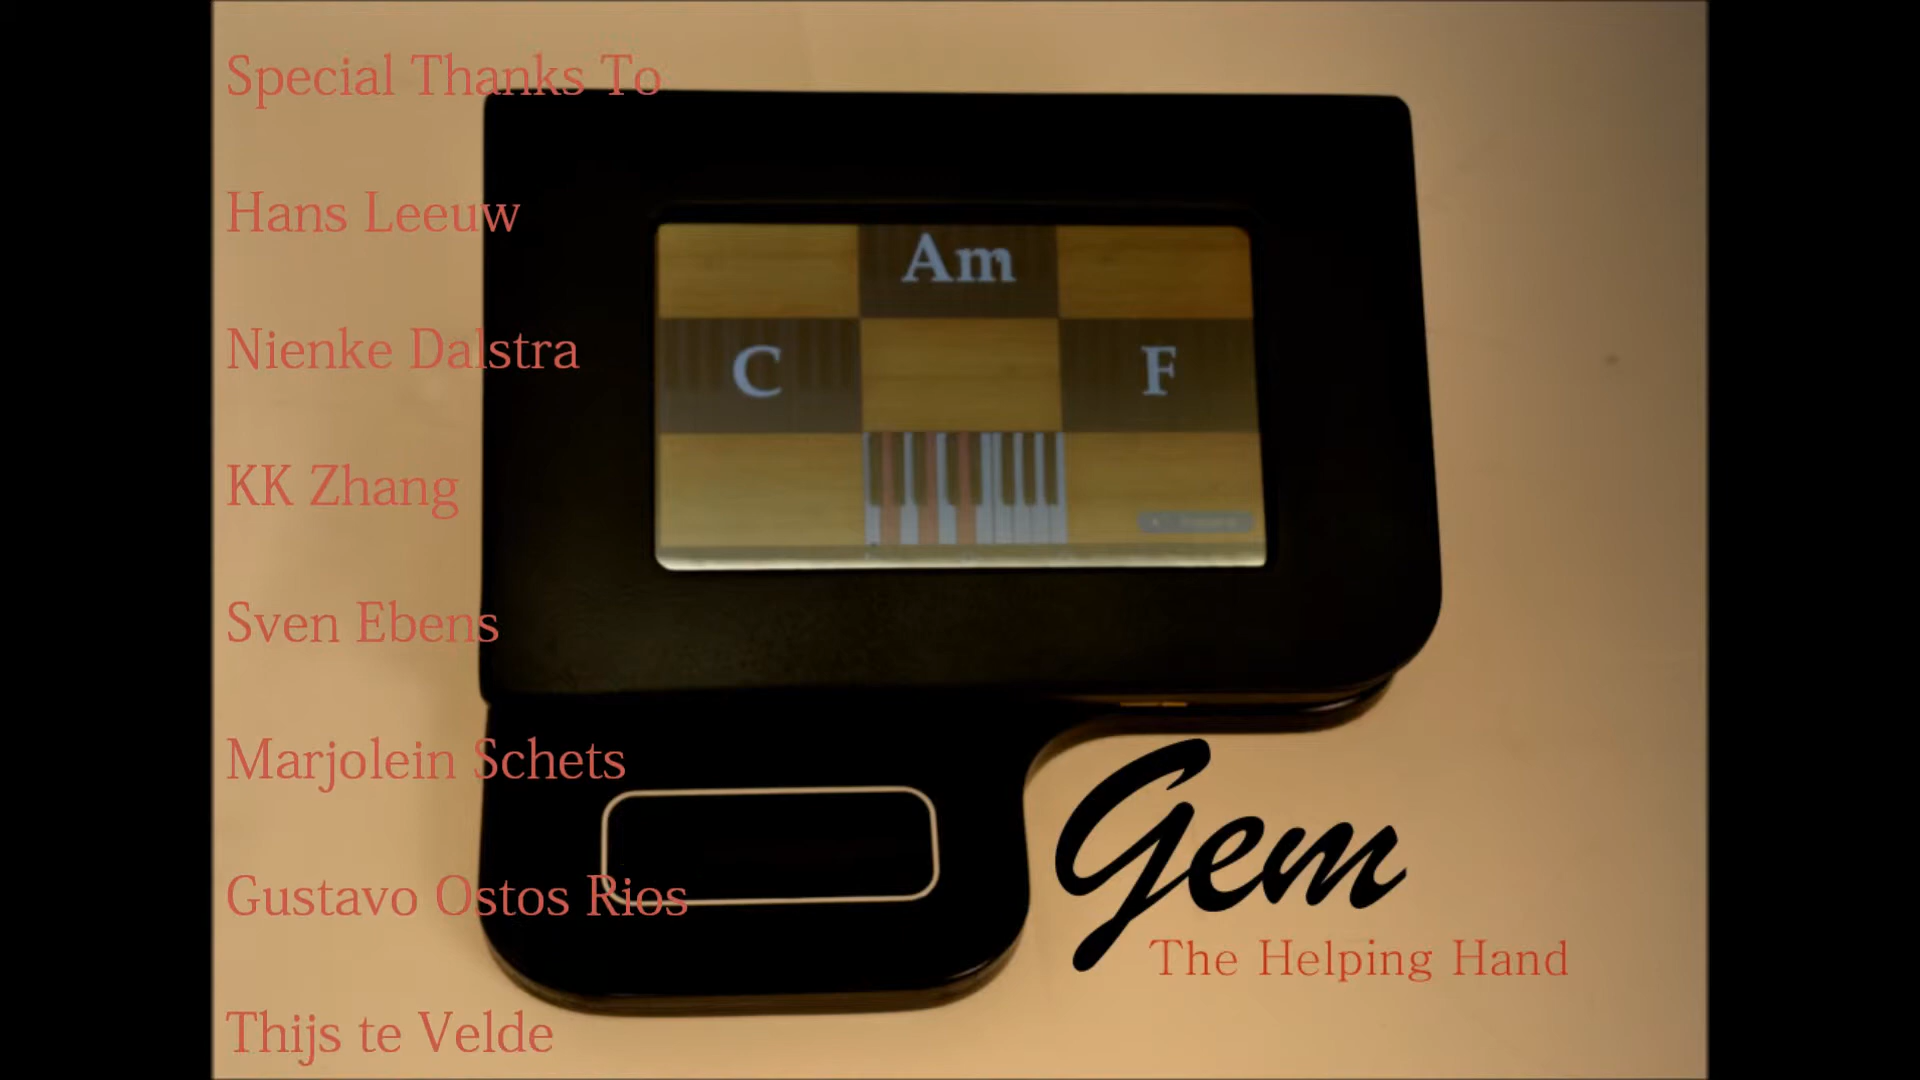 Special Thanks To
Hans Leeuw
Nienke Dalstra
KK Zhang
Sven Ebens
Marjolein Schets
Gustavo Ostos Rios
Thijs te Velde
Am
C
F
Gem
The Helping Hand